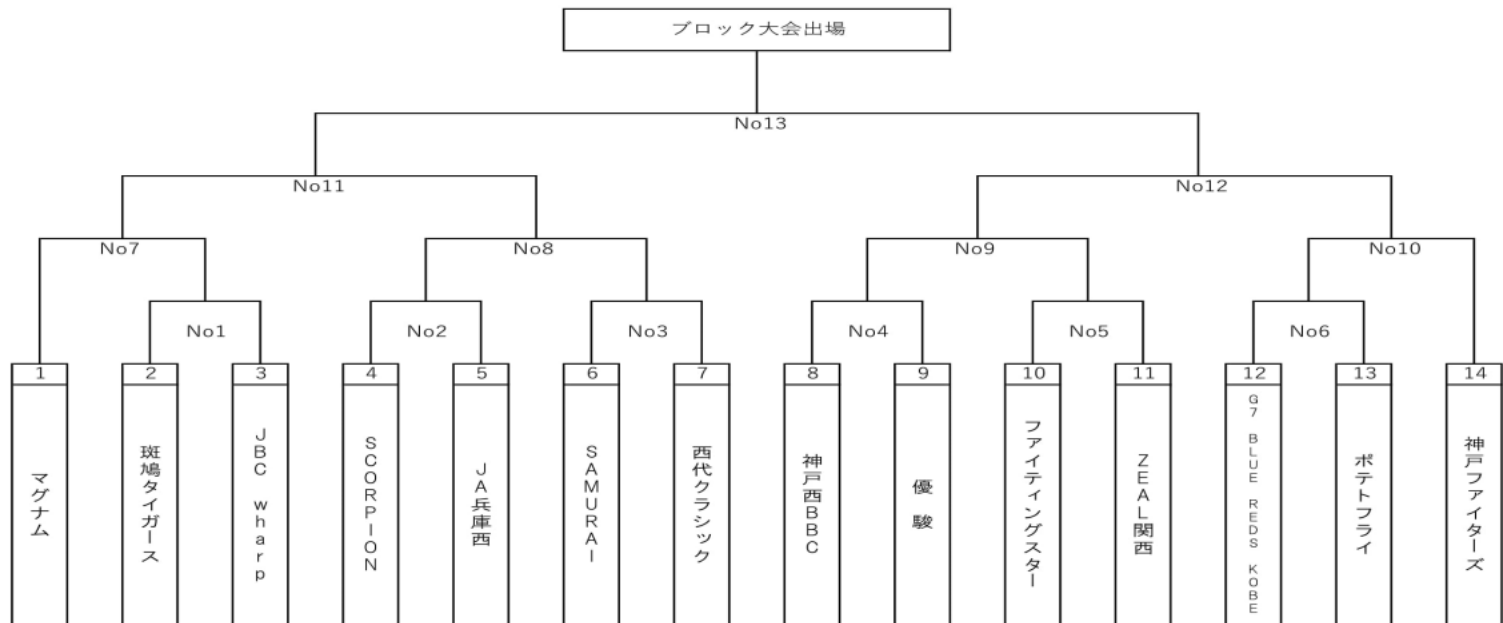 ブロック大会出場
No13
No11
No12
No7
No8
No9
No10
No1
No2
No3
No4
No5
No6
1
2
3
4
5
6
7
8
9
10
11
12
13
14
マグナム
斑鳩タイガース
JBC wharp
SCORPION
JA兵庫西
SAMURAI
西代クラシック
神戸西BBC
優駿
ファイティングスター
ZEAL関西
G7 BLUE REDS KOBE
ポテトフライ
神戸ファイターズ